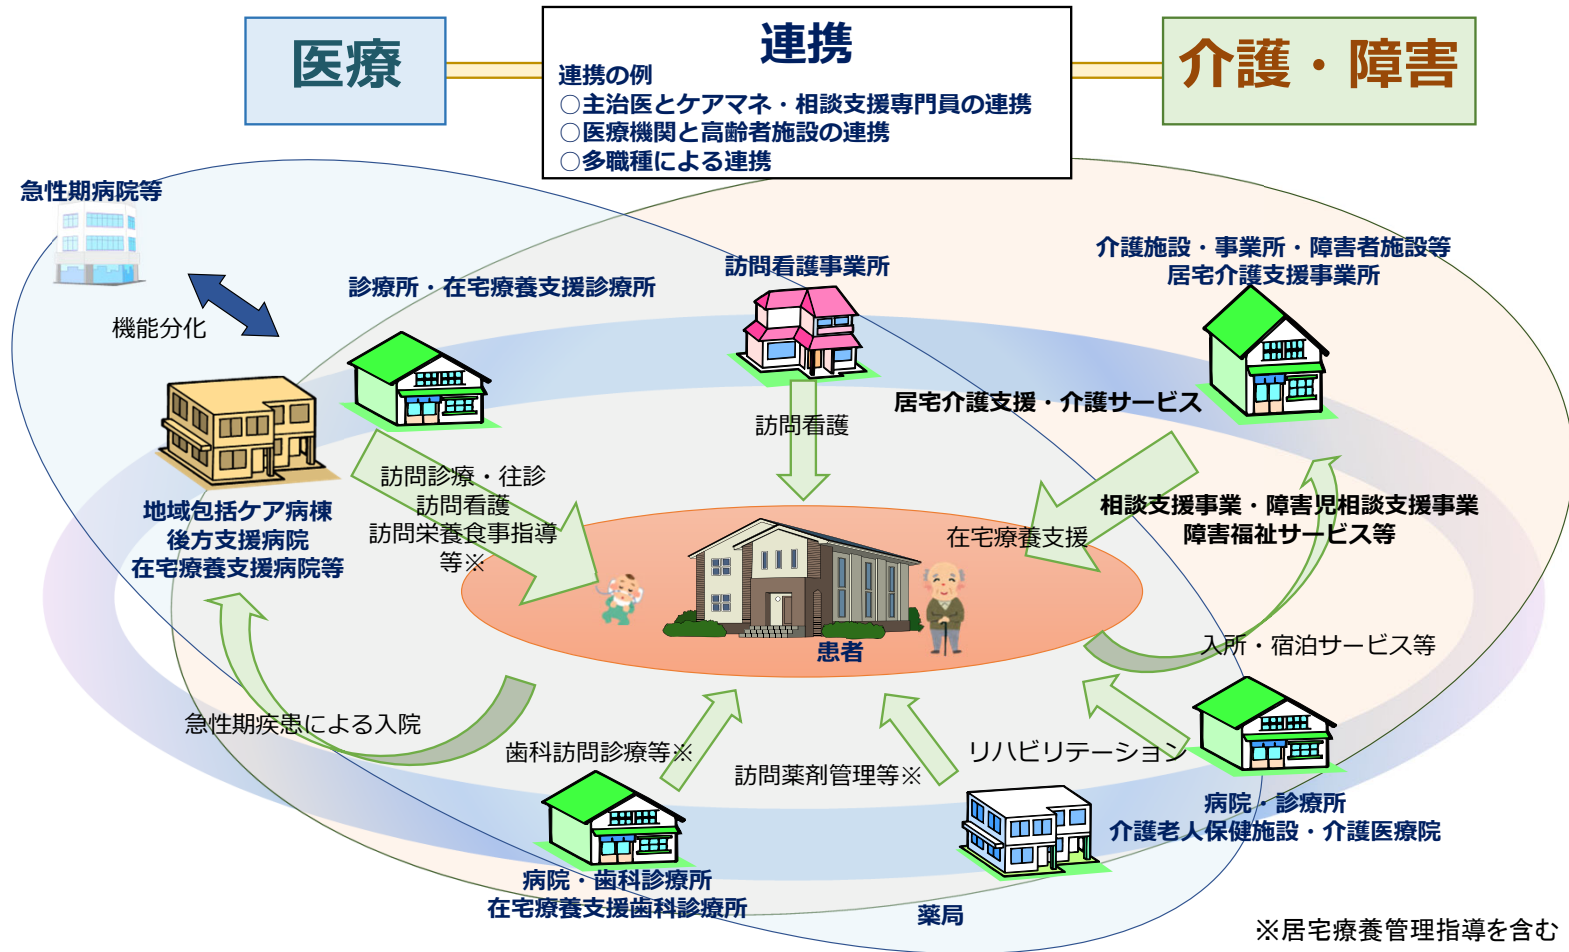 医療
連携
連携の例
○主治医とケアマネ・相談支援専門員の連携
○医療機関と高齢者施設の連携
○多職種による連携
介護・障害
急性期病院等
機能分化
診療所・在宅療養支援診療所
訪問看護事業所
介護施設・事業所・障害者施設等
居宅介護支援事業所
訪問看護
居宅介護支援・介護サービス
訪問診療・往診
訪問看護
訪問栄養食事指導
等※
地域包括ケア病棟
後方支援病院
在宅療養支援病院等
在宅療養支援
相談支援事業・障害児相談支援事業
障害福祉サービス等
患者
入所・宿泊サービス等
急性期疾患による入院
歯科訪問診療等※
訪問薬剤管理等※
リハビリテーション
病院・診療所
介護老人保健施設・介護医療院
病院・歯科診療所
在宅療養支援歯科診療所
薬局
※居宅療養管理指導を含む